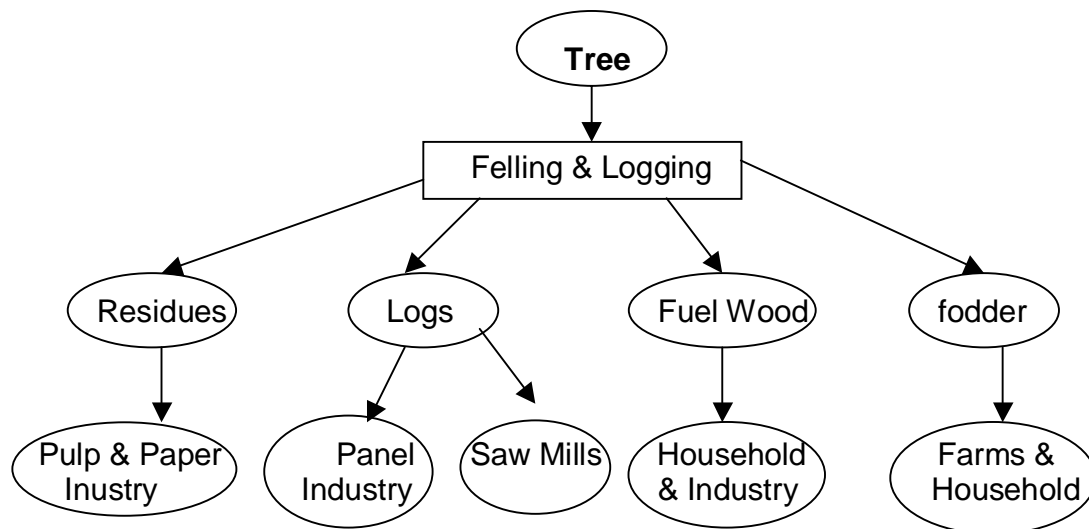 Tree
Felling & Logging
Residues
Logs
Fuel Wood
fodder
Pulp & Paper
Inustry
Panel
Industry
Saw Mills
Household
& Industry
Farms &
Household